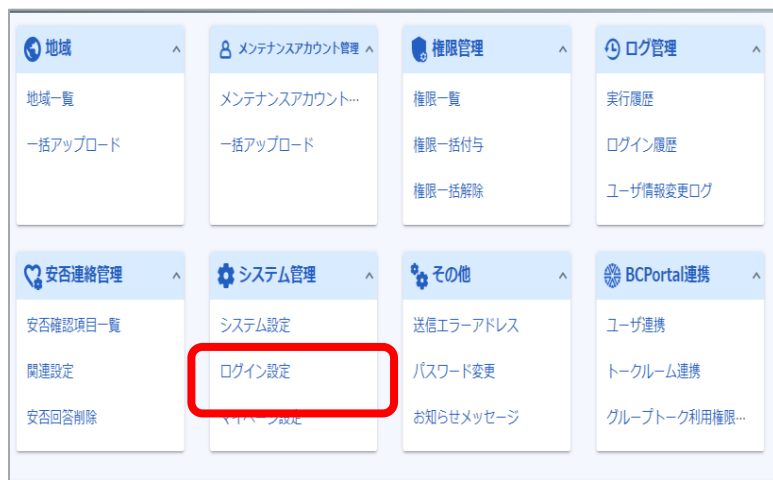 地域
地域一覧
一括アップロード
メンテナンスアカウント管理
メンテナンスアカウント…
一括アップロード
権限管理
権限一覧
権限一括付与
権限一括解除
ログ管理
実行履歴
ログイン履歴
ユーザ情報変更ログ
安否連絡管理
安否確認項目一覧
関連設定
安否回答削除
システム管理
システム設定
ログイン設定
マイページ設定
その他
送信エラーアドレス
パスワード変更
お知らせメッセージ
BCPortal連携
ユーザ連携
トークルーム連携
グループトーク利用権限…